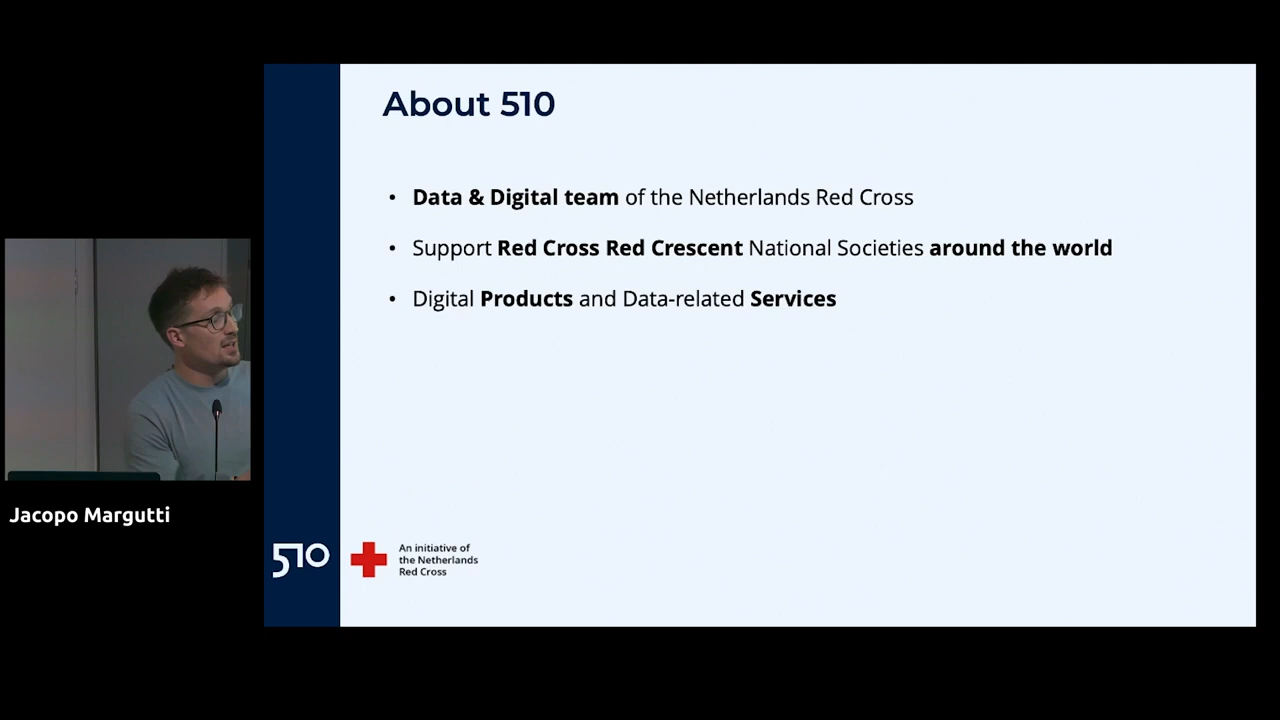 About 510
• Data & Digital team of the Netherlands Red Cross
• Support Red Cross Red Crescent National Societies around the world
• Digital Products and Data-related Services
Jacopo Margutti
510
An initiative of
the Netherlands
Red Cross